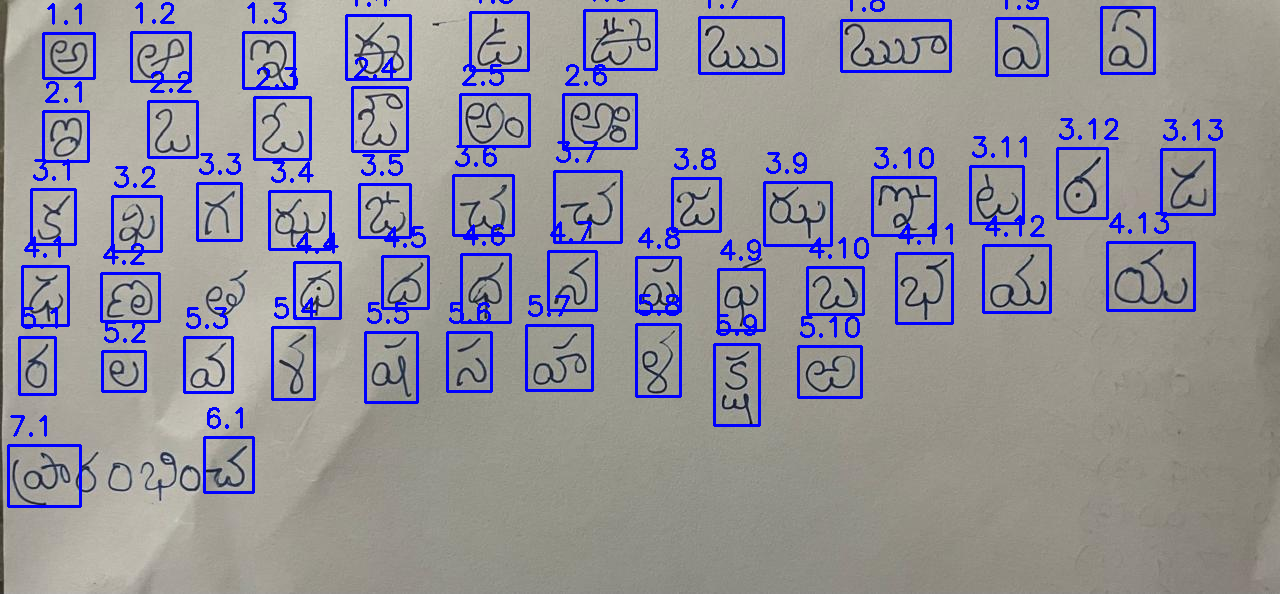 1.1 1.2 1.3 1.4 1.5 1.6 1.7 1.8 1.9
అ ఆ ఇ ఈ ఉ ఊ ఋ ౠ ఎ ఏ
2.1 2.2 2.3 2.4 2.5 2.6
ఐ ఒ ఓ ఔ అం అః
3.1 3.2 3.3 3.4 3.5 3.6 3.7 3.8 3.9 3.10 3.11 3.12 3.13
క ఖ గ ఘ ఙ చ ఛ జ ఝ ఞ ట ఠ డ
4.1 4.2 4.4 4.5 4.6 4.7 4.8 4.9 4.10 4.11 4.12 4.13
ఢ ణ త థ ద ధ న ప ఫ బ భ మ య
5.1 5.2 5.3 5.4 5.5 5.6 5.7 5.8 5.9 5.10
ర ల వ శ ష స హ ళ క్ష ఱ
7.1 6.1
ప్రారంభించ